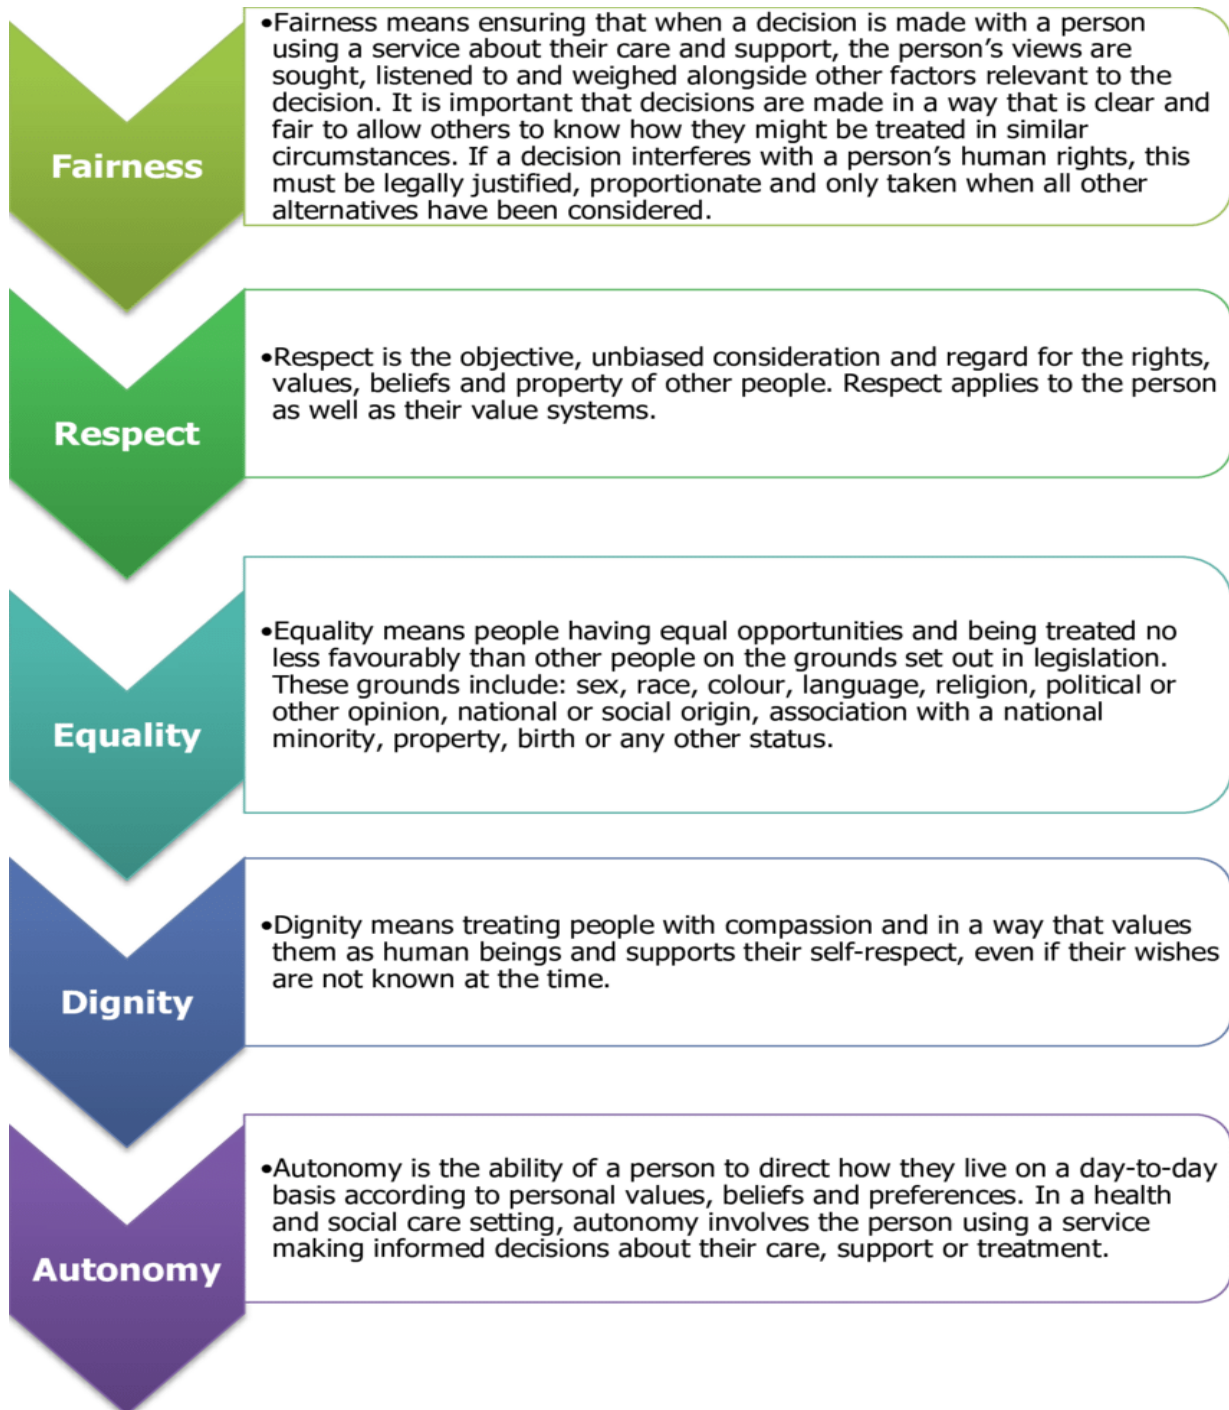 Fairness
•Fairness means ensuring that when a decision is made with a person
using a service about their care and support, the person's views are
sought, listened to and weighed alongside other factors relevant to the
decision. It is important that decisions are made in a way that is clear and
fair to allow others to know how they might be treated in similar
circumstances. If a decision interferes with a person's human rights, this
must be legally justified, proportionate and only taken when all other
alternatives have been considered.
Respect
•Respect is the objective, unbiased consideration and regard for the rights,
values, beliefs and property of other people. Respect applies to the person
as well as their value systems.
Equality
•Equality means people having equal opportunities and being treated no
less favourably than other people on the grounds set out in legislation.
These grounds include: sex, race, colour, language, religion, political or
other opinion, national or social origin, association with a national
minority, property, birth or any other status.
Dignity
•Dignity means treating people with compassion and in a way that values
them as human beings and supports their self-respect, even if their wishes
are not known at the time.
Autonomy
•Autonomy is the ability of a person to direct how they live on a day-to-day
basis according to personal values, beliefs and preferences. In a health
and social care setting, autonomy involves the person using a service
making informed decisions about their care, support or treatment.